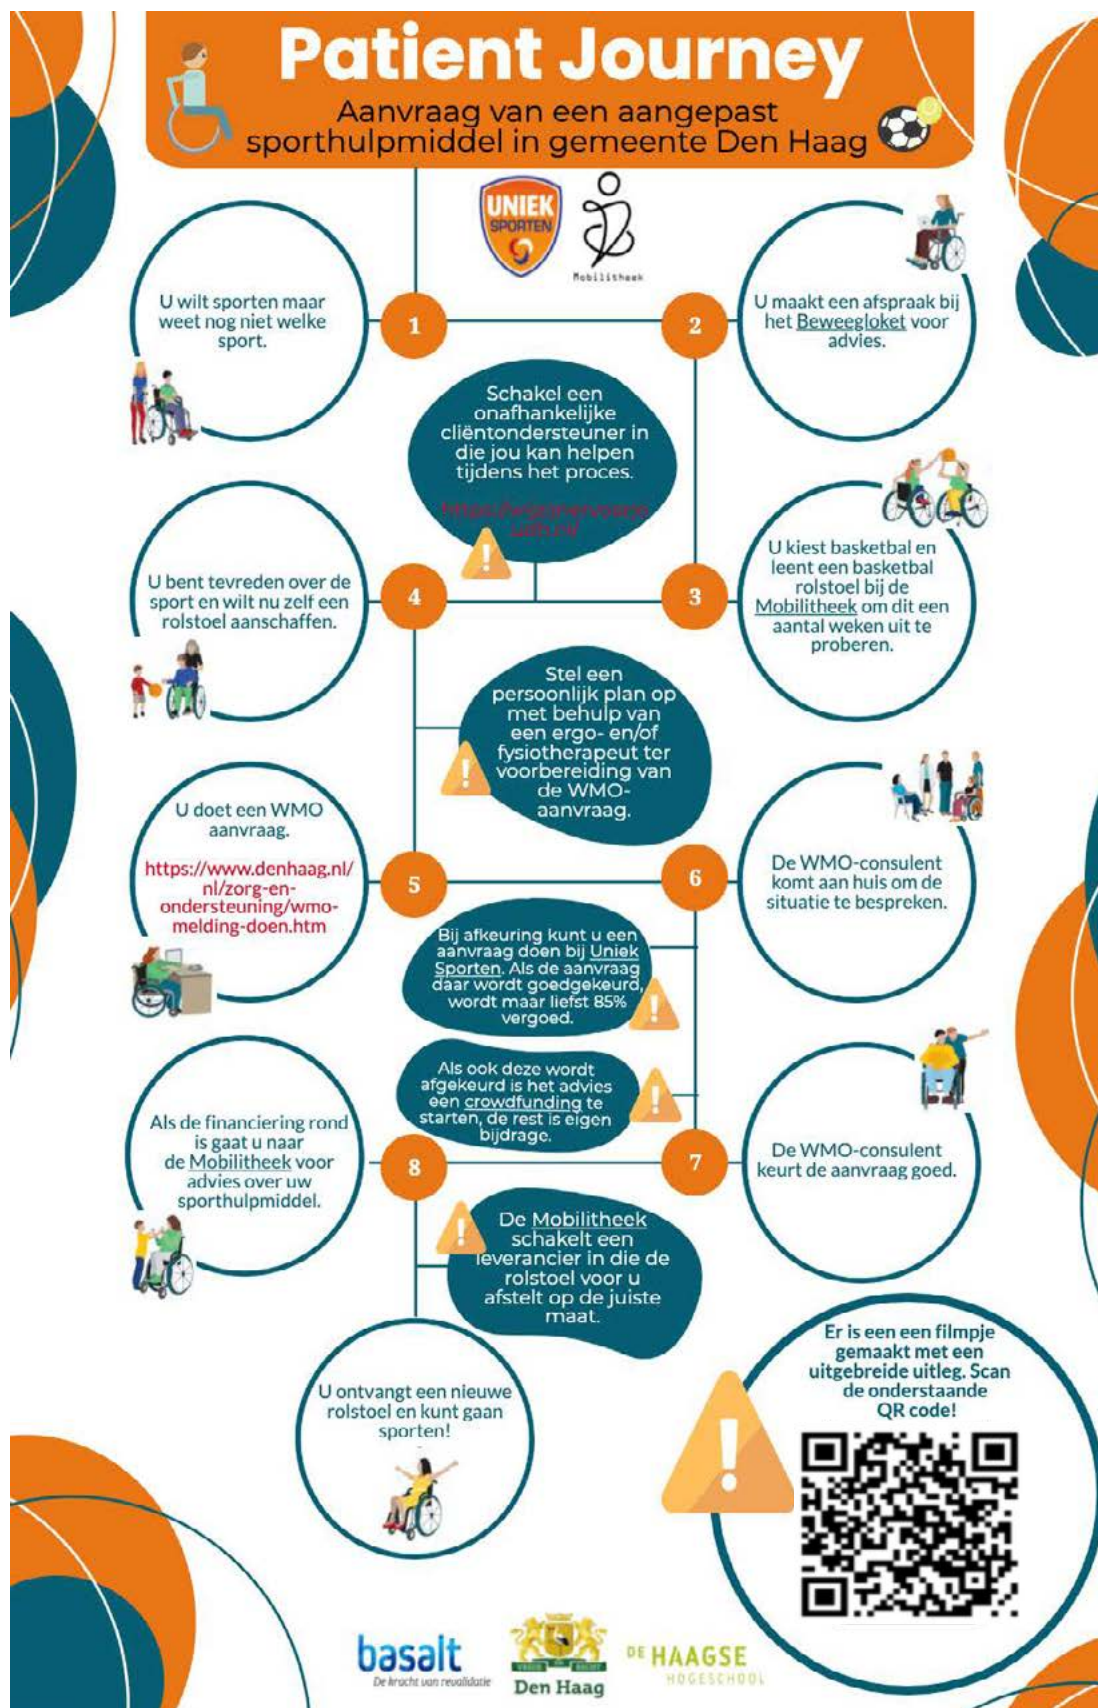 Patient Journey
Aanvraag van een aangepast
sporthulpmiddel in gemeente Den Haag
UNIEK
SPORTEN
Mobilitheek
U wilt sporten maar
weet nog niet welke
sport.
1
2
U maakt een afspraak bij
het Beweegloket voor
advies.
Schakel een
onafhankelijke
cliëntondersteuner in
die jou kan helpen
tijdens het proces.
U kiest basketbal en
leent een basketbal
rolstoel bij de
Mobilitheek om dit een
aantal weken uit te
proberen.
3
4
U bent tevreden over de
sport en wilt nu zelf een
rolstoel aanschaffen.
Stel een
persoonlijk plan op
met behulp van
een ergo- en/of
fysiotherapeut ter
voorbereiding van
de WMO-
aanvraag.
U doet een WMO
aanvraag.
https://www.denhaag.nl/
nl/zorg-en-
ondersteuning/wmo-
melding-doen.htm
5
6
De WMO-consulent
komt aan huis om de
situatie te bespreken.
Bij afkeuring kunt u een
aanvraag doen bij Uniek
Sporten. Als de aanvraag
daar wordt goedgekeurd,
wordt maar liefst 85%
vergoed.
Als ook deze wordt
afgekeurd is het advies
een crowdfunding te
starten, de rest is eigen
bijdrage.
7
De WMO-consulent
keurt de aanvraag goed.
8
Als de financiering rond
is gaat u naar
de Mobilitheek voor
advies over uw
sporthulpmiddel.
De Mobilitheek
schakelt een
leverancier in die de
rolstoel voor u
afstelt op de juiste
maat.
U ontvangt een nieuwe
rolstoel en kunt gaan
sporten!
Er is een een filmpje
gemaakt met een
uitgebreide uitleg. Scan
de onderstaande
QR code!
basalt
De kracht van revalidatie
VREDE EN RECHT
Den Haag
DE HAAGSE
HOGESCHOOL